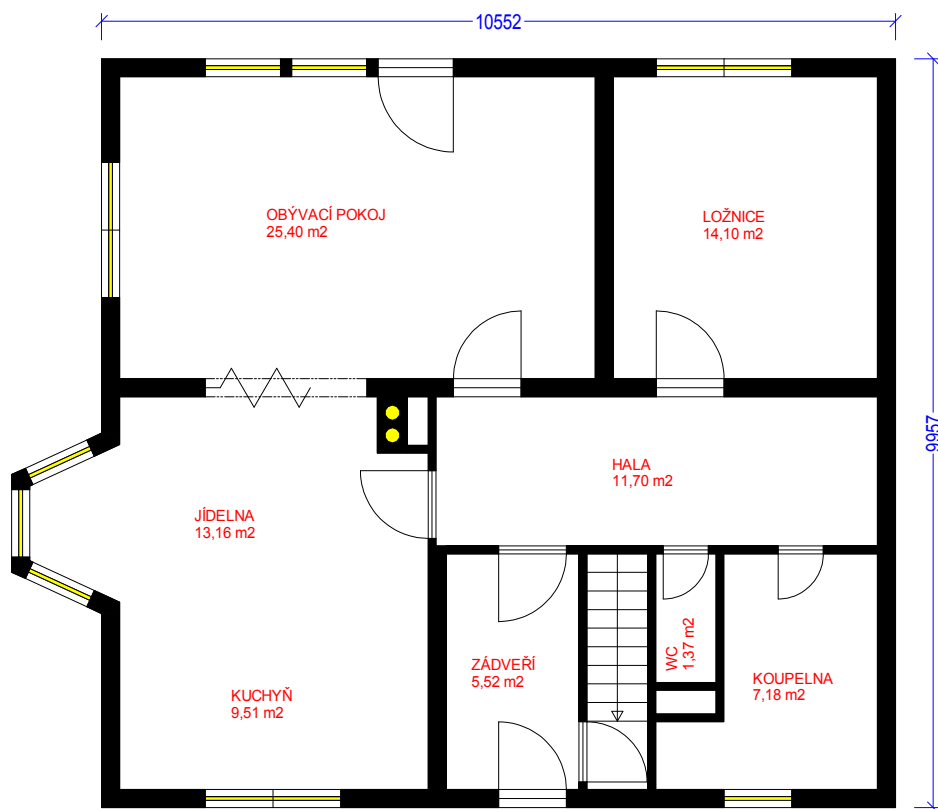 10552
OBÝVACÍ POKOJ
25,40 m2
LOŽNICE
14,10 m2
9957
HALA
11,70 m2
JÍDELNA
13,16 m2
WC
1,37 m2
ZÁDVEŘÍ
5,52 m2
KOUPELNA
7,18 m2
KUCHYŇ
9,51 m2